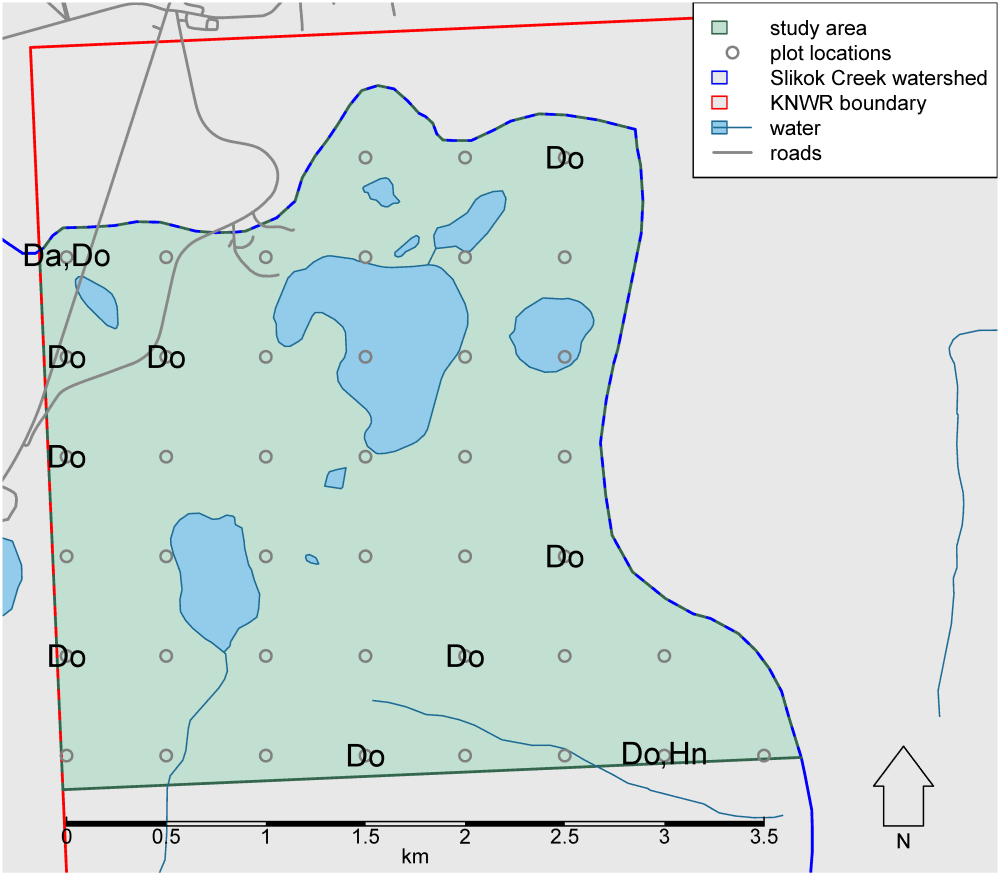 study area
plot locations
Slikok Creek watershed
KNWR boundary
water
roads
Do
Da,Do
Do Do
Do
Do
Do Do
Do Do,Hn
0 0.5 1 1.5 2 2.5 3 3.5
km
N